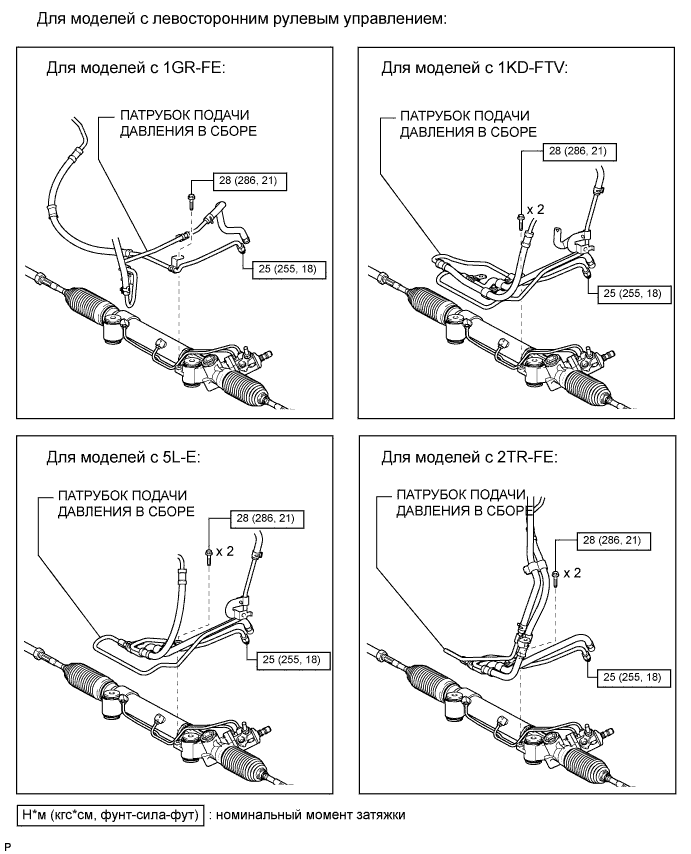 Для моделей с левосторонним рулевым управлением:
Для моделей с 1GR-FE:
ПАТРУБОК ПОДАЧИ
ДАВЛЕНИЯ В СБОРЕ
28 (286, 21)
25 (255, 18)
Для моделей с 1KD-FTV:
ПАТРУБОК ПОДАЧИ
ДАВЛЕНИЯ В СБОРЕ
28 (286, 21)
x 2
25 (255, 18)
Для моделей с 5L-E:
ПАТРУБОК ПОДАЧИ
ДАВЛЕНИЯ В СБОРЕ
28 (286, 21)
x 2
25 (255, 18)
Для моделей с 2TR-FE:
ПАТРУБОК ПОДАЧИ
ДАВЛЕНИЯ В СБОРЕ
28 (286, 21)
x 2
25 (255, 18)
Н*м (кгс*см, фунт-сила-фут) : номинальный момент затяжки
P